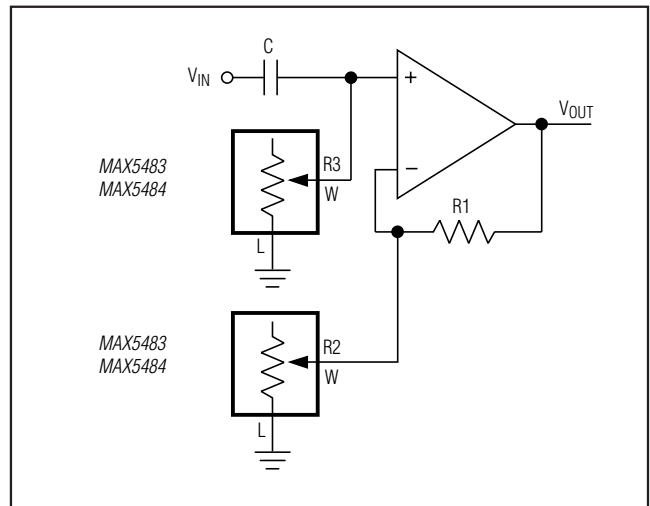 C
V_IN
+
V_OUT
MAX5483
MAX5484
R3
W
L
−
R1
MAX5483
MAX5484
R2
W
L